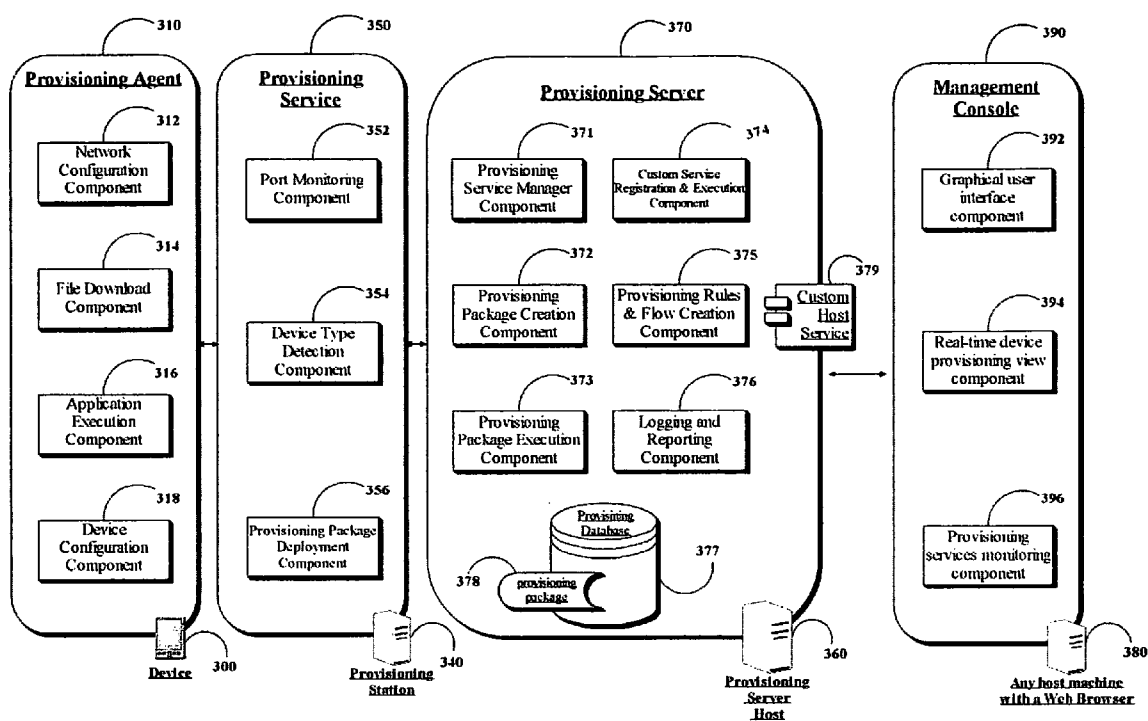 310
Provisioning Agent
312
Network
Configuration
Component
314
File Download
Component
316
Application
Execution
Component
318
Device
Configuration
Component
Device
300
350
Provisioning
Service
352
Port Monitoring
Component
354
Device Type
Detection
Component
356
Provisioning Package
Deployment
Component
Provisioning
Station
340
370
Provisioning Server
371
Provisioning
Service Manager
Component
374
Custom Service
Registration & Execution
Component
372
Provisioning
Package Creation
Component
375
Provisioning Rules
& Flow Creation
Component
373
Provisioning
Package Execution
Component
376
Logging and
Reporting
Component
379
Custom
Host
Service
Database
377
378
provisioning
package
360
Provisioning
Server
Host
390
Management
Console
392
Graphical user
interface
component
394
Real-time device
provisioning view
component
396
Provisioning
services monitoring
component
380
Any host machine
with a Web Browser